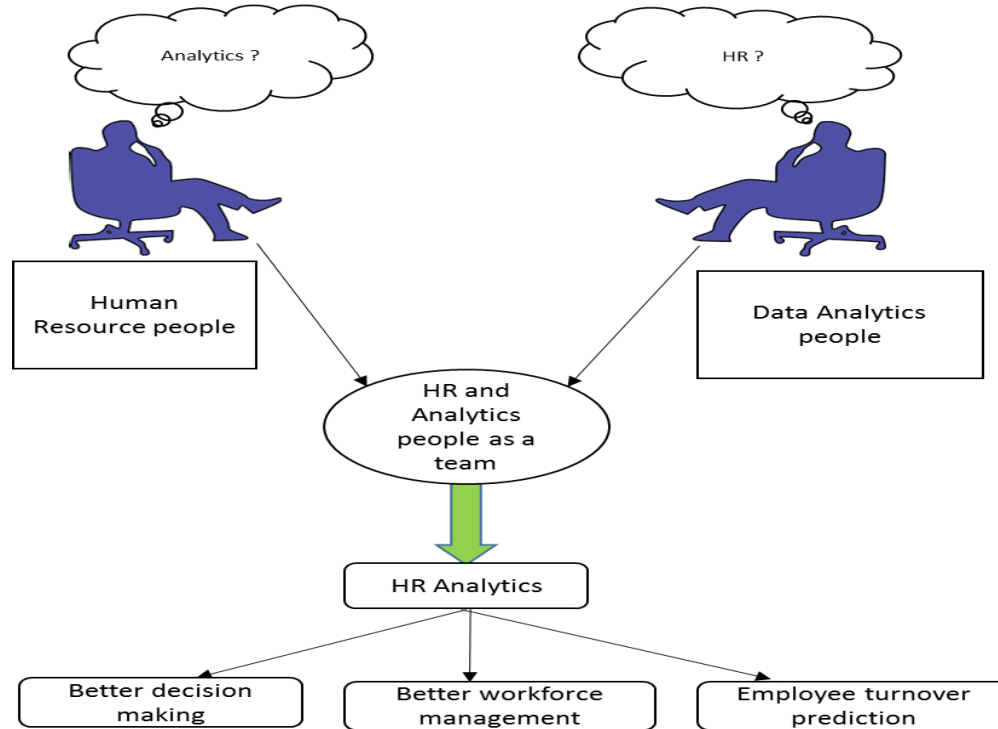 Analytics ?
HR ?
Human
Resource people
Data Analytics
people
HR and
Analytics
people as a
team
HR Analytics
Better decision
making
Better workforce
management
Employee turnover
prediction